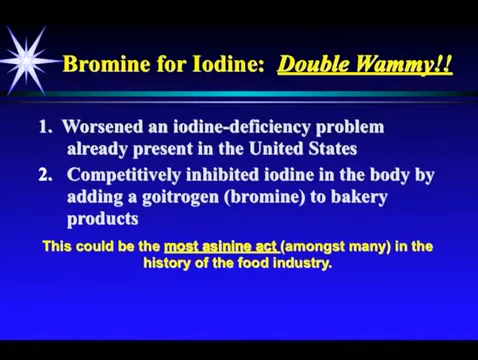 Bromine for Iodine: Double Wammy!!
1. Worsened an iodine-deficiency problem
already present in the United States
2. Competitively inhibited iodine in the body by
adding a goitrogen (bromine) to bakery
products
This could be the most asinine act (amongst many) in the
history of the food industry.